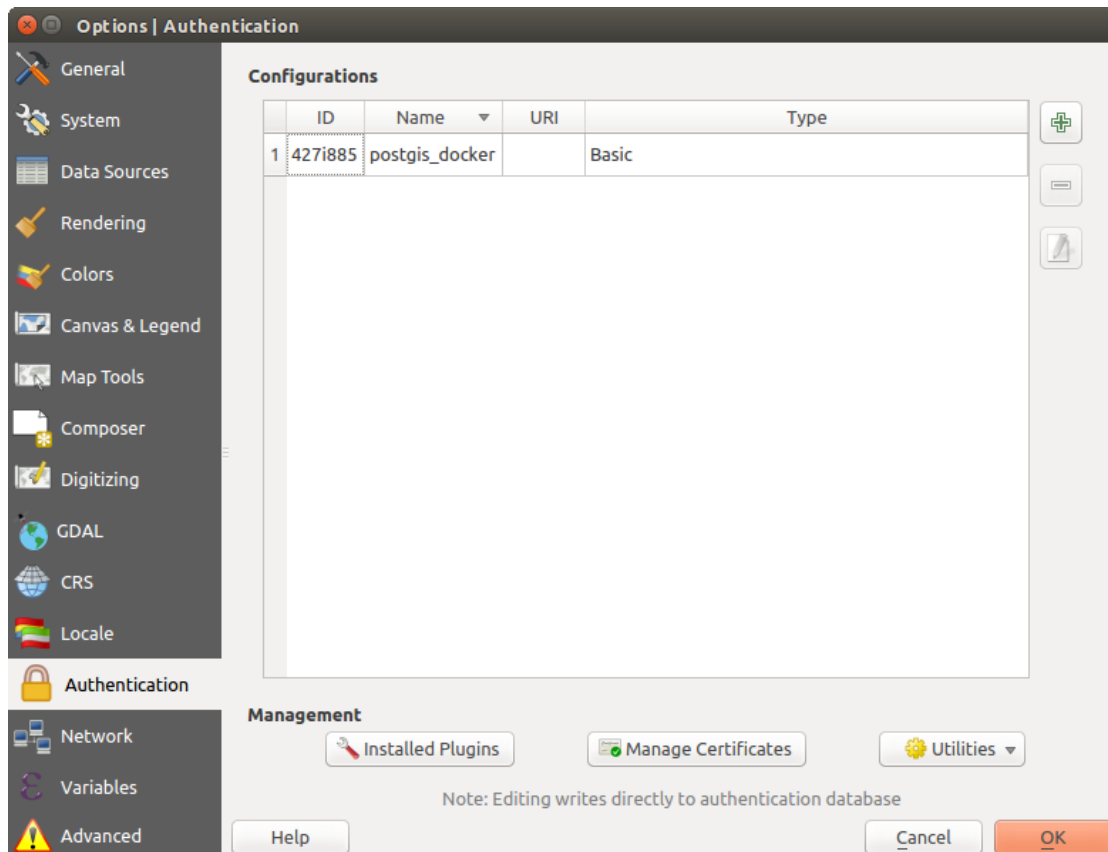 Options | Authentication
General
System
Data Sources
Rendering
Colors
Canvas & Legend
Map Tools
Composer
Digitizing
GDAL
CRS
Locale
Authentication
Network
Variables
Advanced
Configurations
ID Name URI Type
1 427i885 postgis_docker Basic
Management
Installed Plugins Manage Certificates Utilities
Note: Editing writes directly to authentication database
Help Cancel OK